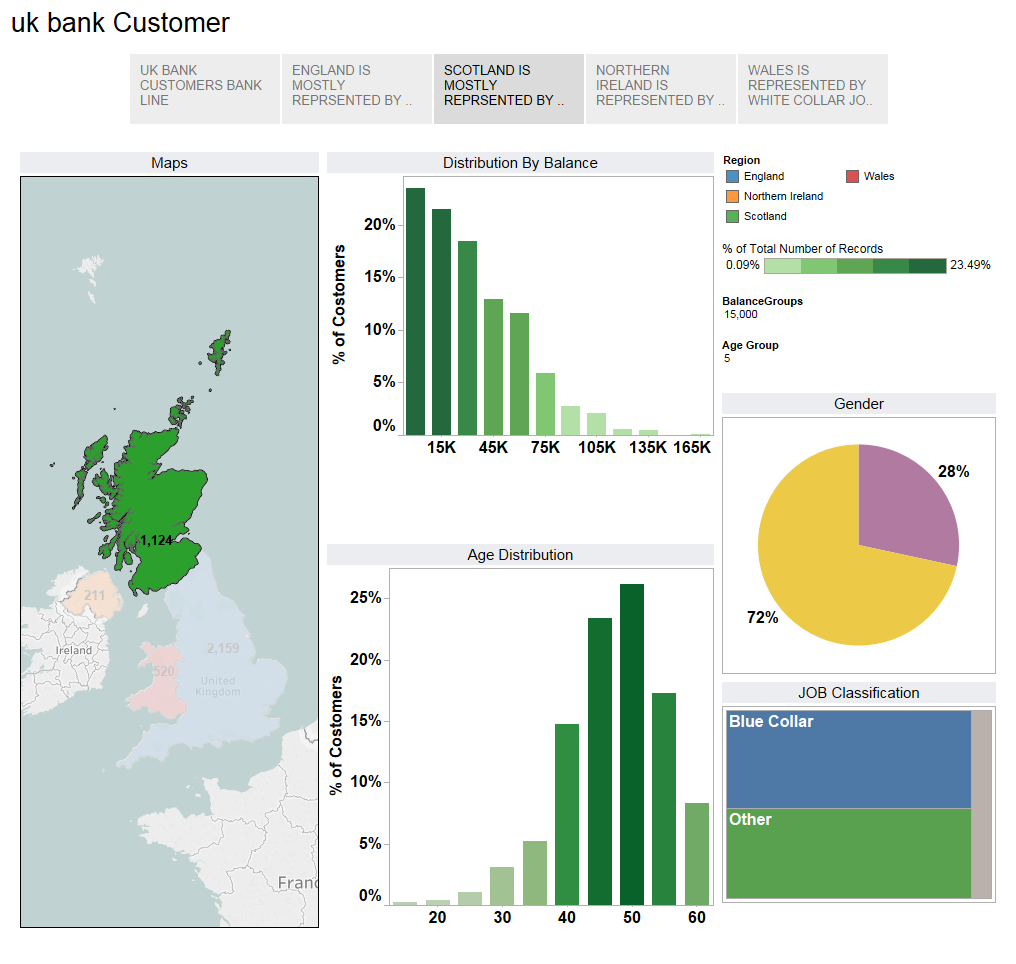 uk bank Customer
UK BANK
CUSTOMERS BANK
LINE
ENGLAND IS
MOSTLY
REPRSENTED BY ..
SCOTLAND IS
MOSTLY
REPRSENTED BY ..
NORTHERN
IRELAND IS
REPRESENTED BY ..
WALES IS
REPRESENTED BY
WHITE COLLAR JO..
Maps
1,124
211
Ireland
2,159
520
United
Kingdom
Franc
Distribution By Balance
% of Costomers
20%
15%
10%
5%
0%
15K 45K 75K 105K 135K 165K
Age Distribution
% of Costomers
25%
20%
15%
10%
5%
0%
20 30 40 50 60
Region
England Wales
Northern Ireland
Scotland
% of Total Number of Records
0.09% 23.49%
BalanceGroups
15,000
Age Group
5
Gender
28%
72%
JOB Classification
Blue Collar
Other